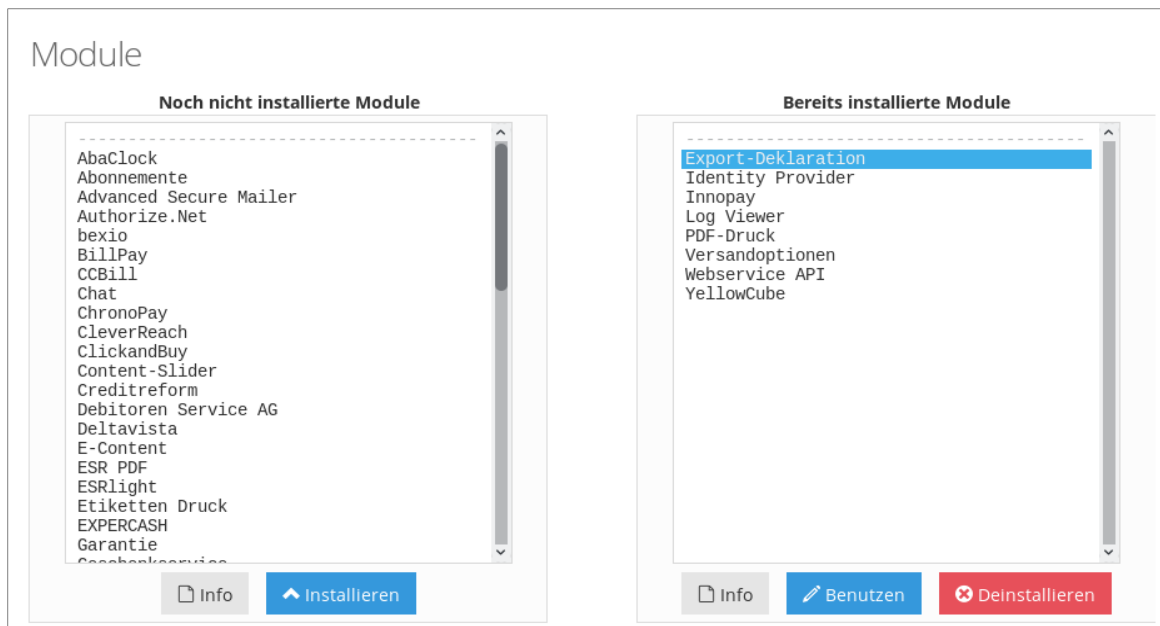 Module
Noch nicht installierte Module
----------------------------------------
AbaClock
Abonnemente
Advanced Secure Mailer
Authorize.Net
bexio
BillPay
CCBill
Chat
ChronoPay
CleverReach
ClickandBuy
Content-Slider
Creditreform
Debitoren Service AG
Deltavista
E-Content
ESR PDF
ESRlight
Etiketten Druck
EXPERCASH
Garantie
Info
Installieren
Bereits installierte Module
----------------------------------------
Export-Deklaration
Identity Provider
Innopay
Log Viewer
PDF-Druck
Versandoptionen
Webservice API
YellowCube
Info
Benutzen
Deinstallieren